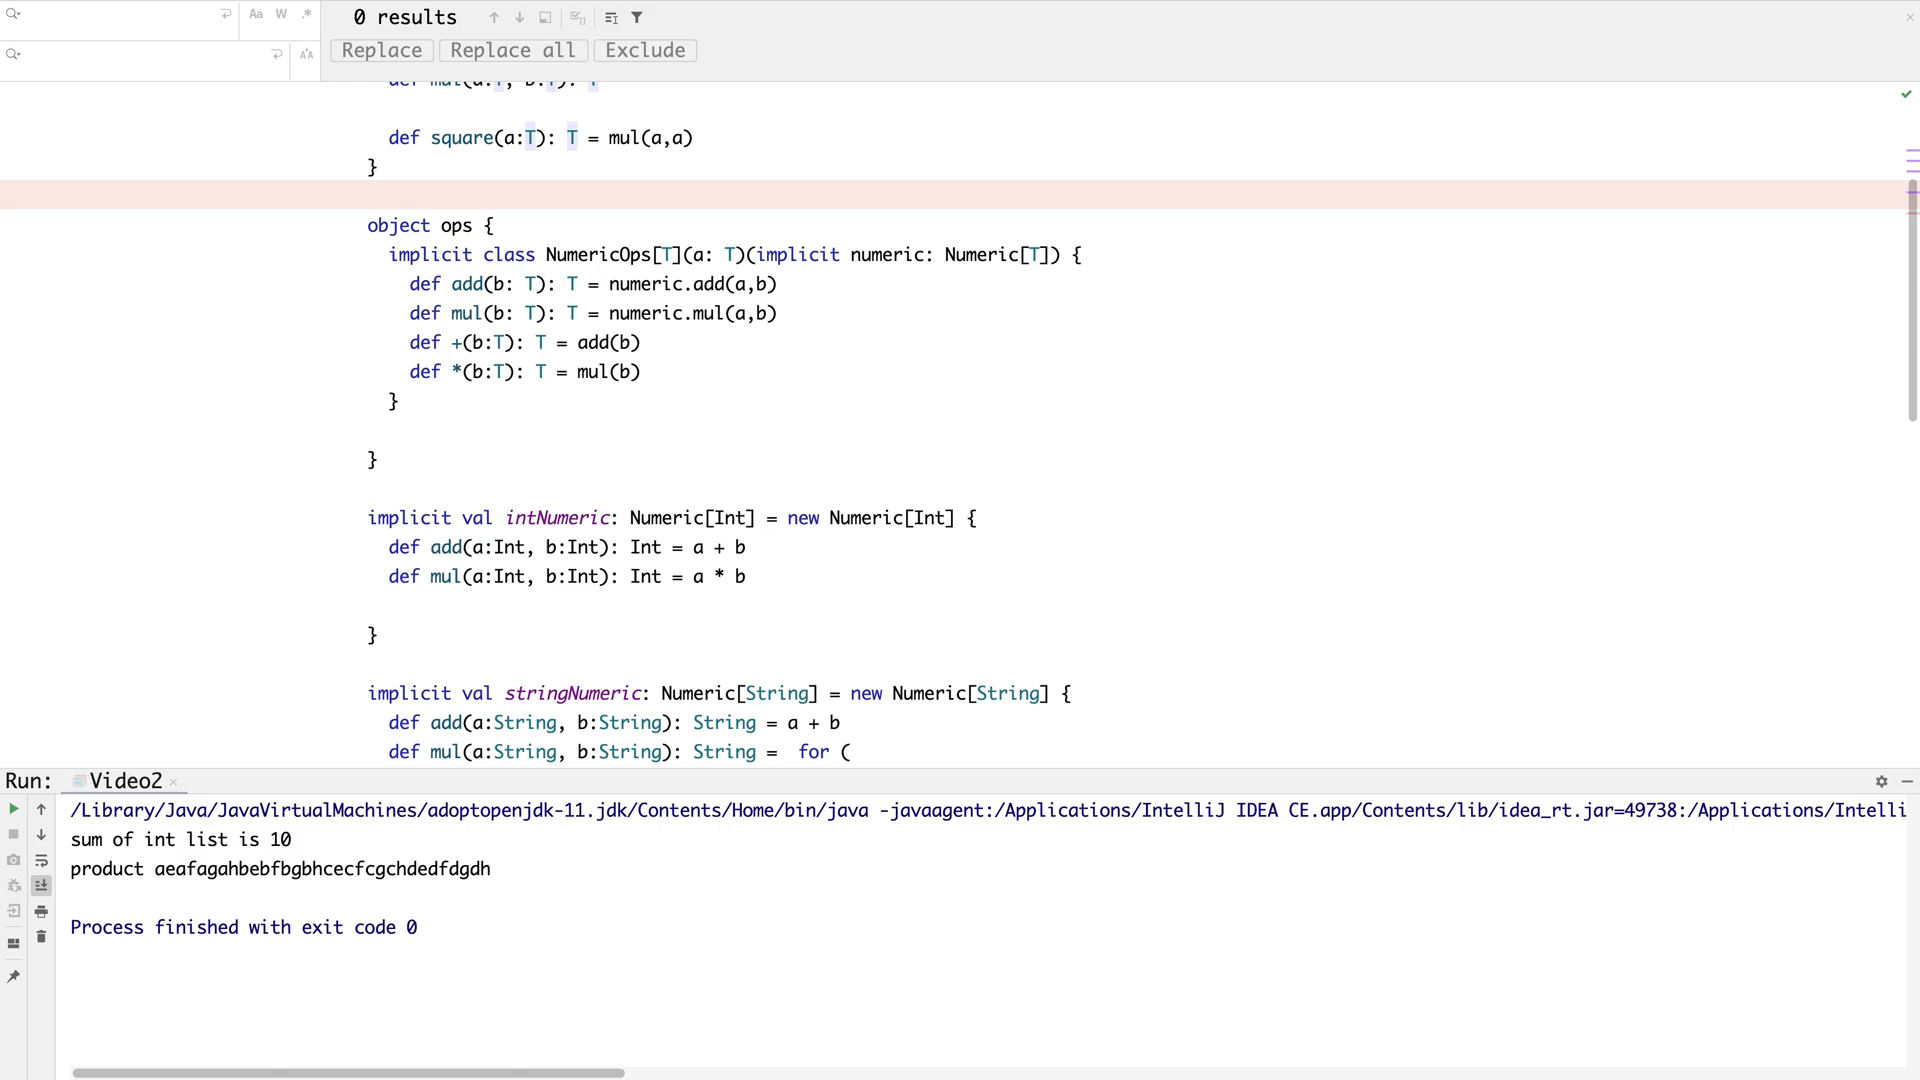 Aa W .*
0 results
Replace Replace all Exclude
def mul(a:T, b:T): T
def square(a:T): T = mul(a,a)
}
object ops {
implicit class NumericOps[T](a: T)(implicit numeric: Numeric[T]) {
def add(b: T): T = numeric.add(a,b)
def mul(b: T): T = numeric.mul(a,b)
def +(b:T): T = add(b)
def *(b:T): T = mul(b)
}
}
implicit val intNumeric: Numeric[Int] = new Numeric[Int] {
def add(a:Int, b:Int): Int = a + b
def mul(a:Int, b:Int): Int = a * b
}
implicit val stringNumeric: Numeric[String] = new Numeric[String] {
def add(a:String, b:String): String = a + b
def mul(a:String, b:String): String =  for (
Run: Video2
/Library/Java/JavaVirtualMachines/adoptopenjdk-11.jdk/Contents/Home/bin/java -javaagent:/Applications/IntelliJ IDEA CE.app/Contents/lib/idea_rt.jar=49738:/Applications/Intelli
sum of int list is 10
product aeafagahbebfbgbhcecfcgchdedfdgdh
Process finished with exit code 0